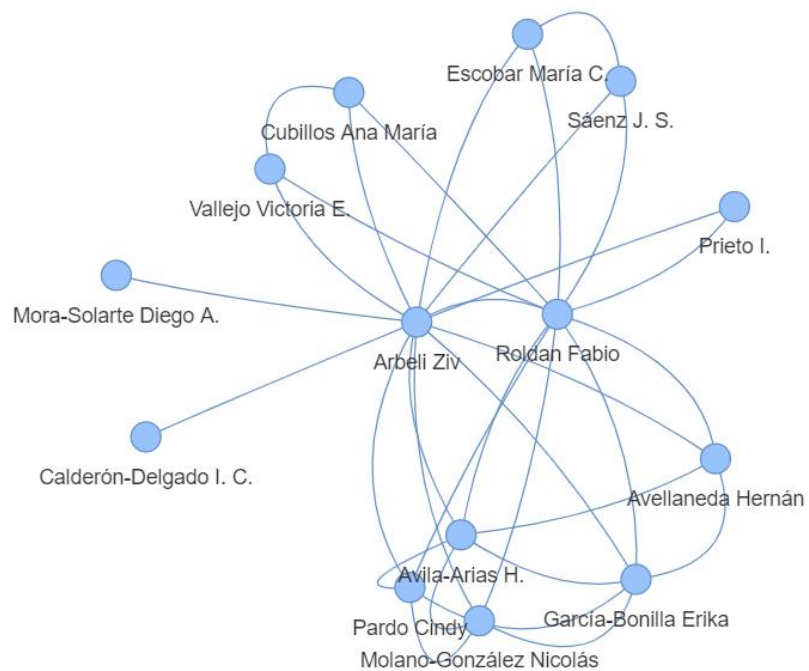 Escobar María C.
Sáenz J. S.
Cubillos Ana María
Vallejo Victoria E.
Prieto I.
Mora-Solarte Diego A.
Arbeli Ziv
Roldan Fabio
Calderón-Delgado I. C.
Avellaneda Hernán
Avila-Arias H.
García-Bonilla Erika
Pardo Cindy
Molano-González Nicolás